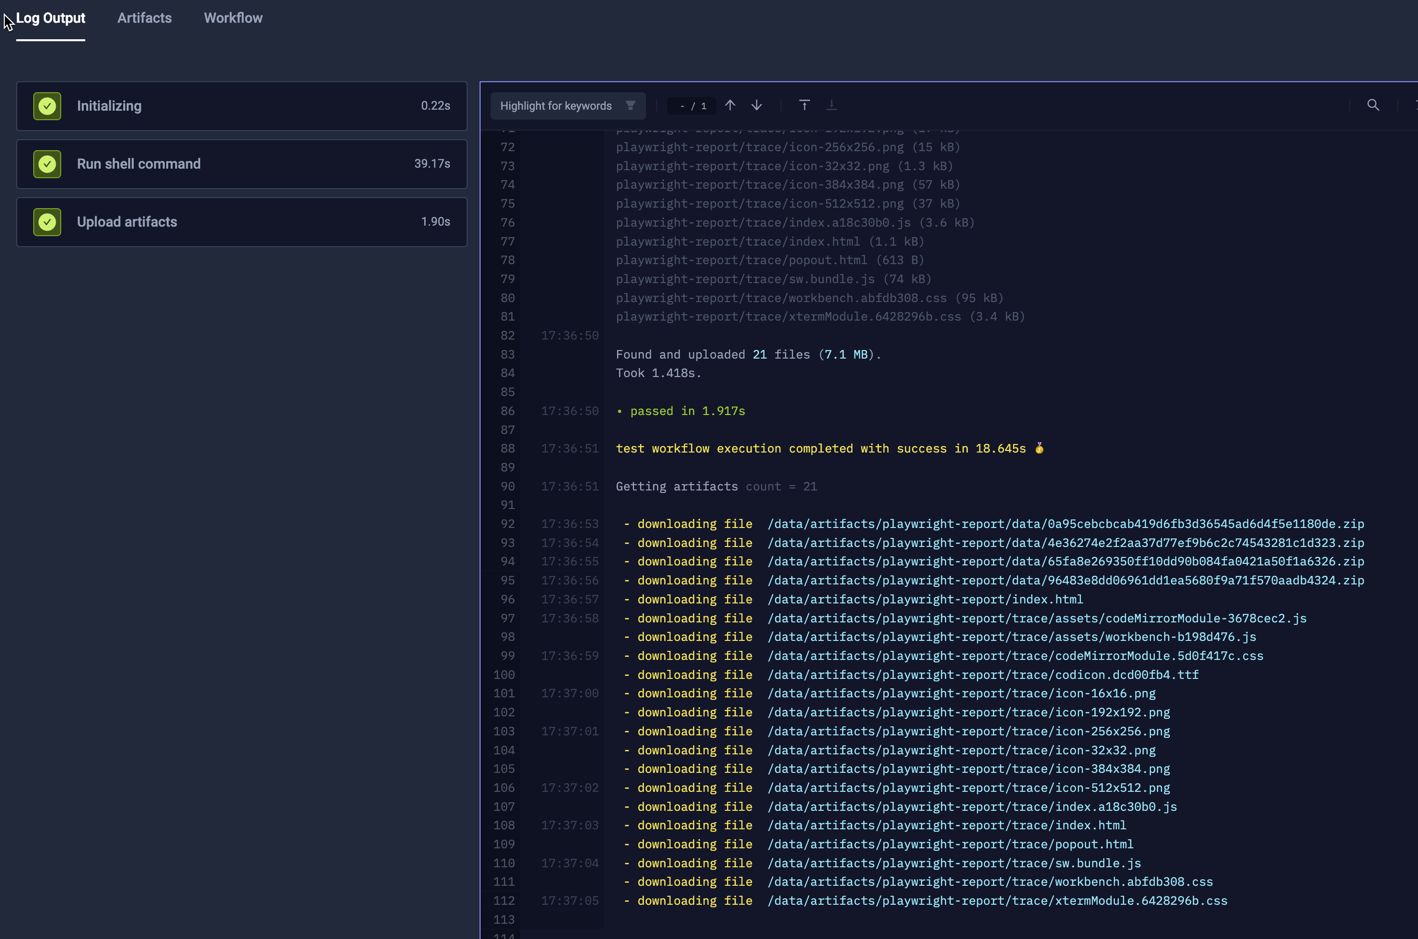 Log Output Artifacts Workflow
Initializing 0.22s
Run shell command 39.17s
Upload artifacts 1.90s
Highlight for keywords - / 1
72 playwright-report/trace/icon-256x256.png (15 kB)
73 playwright-report/trace/icon-32x32.png (1.3 kB)
74 playwright-report/trace/icon-384x384.png (57 kB)
75 playwright-report/trace/icon-512x512.png (37 kB)
76 playwright-report/trace/index.a18c30b0.js (3.6 kB)
77 playwright-report/trace/index.html (1.1 kB)
78 playwright-report/trace/popout.html (613 B)
79 playwright-report/trace/sw.bundle.js (74 kB)
80 playwright-report/trace/workbench.abfdb308.css (95 kB)
81 playwright-report/trace/xtermModule.6428296b.css (3.4 kB)
82 17:36:50
83 Found and uploaded 21 files (7.1 MB).
84 Took 1.418s.
85
86 17:36:50 • passed in 1.917s
87
88 17:36:51 test workflow execution completed with success in 18.645s 🥇
89
90 17:36:51 Getting artifacts count = 21
91
92 17:36:53 - downloading file /data/artifacts/playwright-report/data/0a95cebcbcab419d6fb3d36545ad6d4f5e1180de.zip
93 17:36:54 - downloading file /data/artifacts/playwright-report/data/4e36274e2f2aa37d77ef9b6c2c74543281c1d323.zip
94 17:36:55 - downloading file /data/artifacts/playwright-report/data/65fa8e269350ff10dd90b084fa0421a50f1a6326.zip
95 17:36:56 - downloading file /data/artifacts/playwright-report/data/96483e8dd06961dd1ea5680f9a71f570aadb4324.zip
96 17:36:57 - downloading file /data/artifacts/playwright-report/index.html
97 17:36:58 - downloading file /data/artifacts/playwright-report/trace/assets/codeMirrorModule-3678cec2.js
98 - downloading file /data/artifacts/playwright-report/trace/assets/workbench-b198d476.js
99 17:36:59 - downloading file /data/artifacts/playwright-report/trace/codeMirrorModule.5d0f417c.css
100 - downloading file /data/artifacts/playwright-report/trace/codicon.dcd00fb4.ttf
101 17:37:00 - downloading file /data/artifacts/playwright-report/trace/icon-16x16.png
102 - downloading file /data/artifacts/playwright-report/trace/icon-192x192.png
103 17:37:01 - downloading file /data/artifacts/playwright-report/trace/icon-256x256.png
104 - downloading file /data/artifacts/playwright-report/trace/icon-32x32.png
105 - downloading file /data/artifacts/playwright-report/trace/icon-384x384.png
106 17:37:02 - downloading file /data/artifacts/playwright-report/trace/icon-512x512.png
107 - downloading file /data/artifacts/playwright-report/trace/index.a18c30b0.js
108 17:37:03 - downloading file /data/artifacts/playwright-report/trace/index.html
109 - downloading file /data/artifacts/playwright-report/trace/popout.html
110 17:37:04 - downloading file /data/artifacts/playwright-report/trace/sw.bundle.js
111 - downloading file /data/artifacts/playwright-report/trace/workbench.abfdb308.css
112 17:37:05 - downloading file /data/artifacts/playwright-report/trace/xtermModule.6428296b.css
113